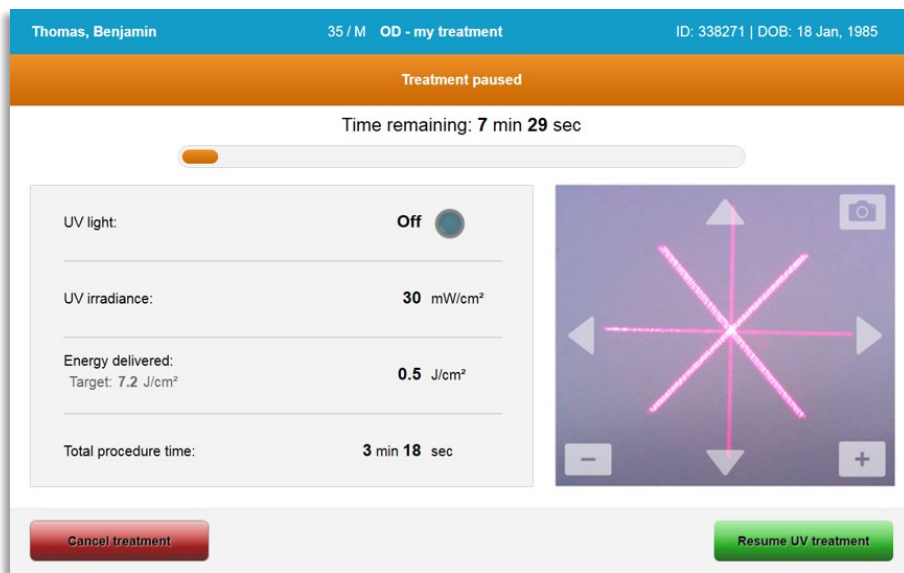 Thomas, Benjamin 35 / M OD - my treatment ID: 338271 | DOB: 18 Jan, 1985
Treatment paused
Time remaining: 7 min 29 sec
UV light: Off
UV irradiance: 30 mW/cm²
Energy delivered:
Target: 7.2 J/cm² 0.5 J/cm²
Total procedure time: 3 min 18 sec
− +
Cancel treatment Resume UV treatment